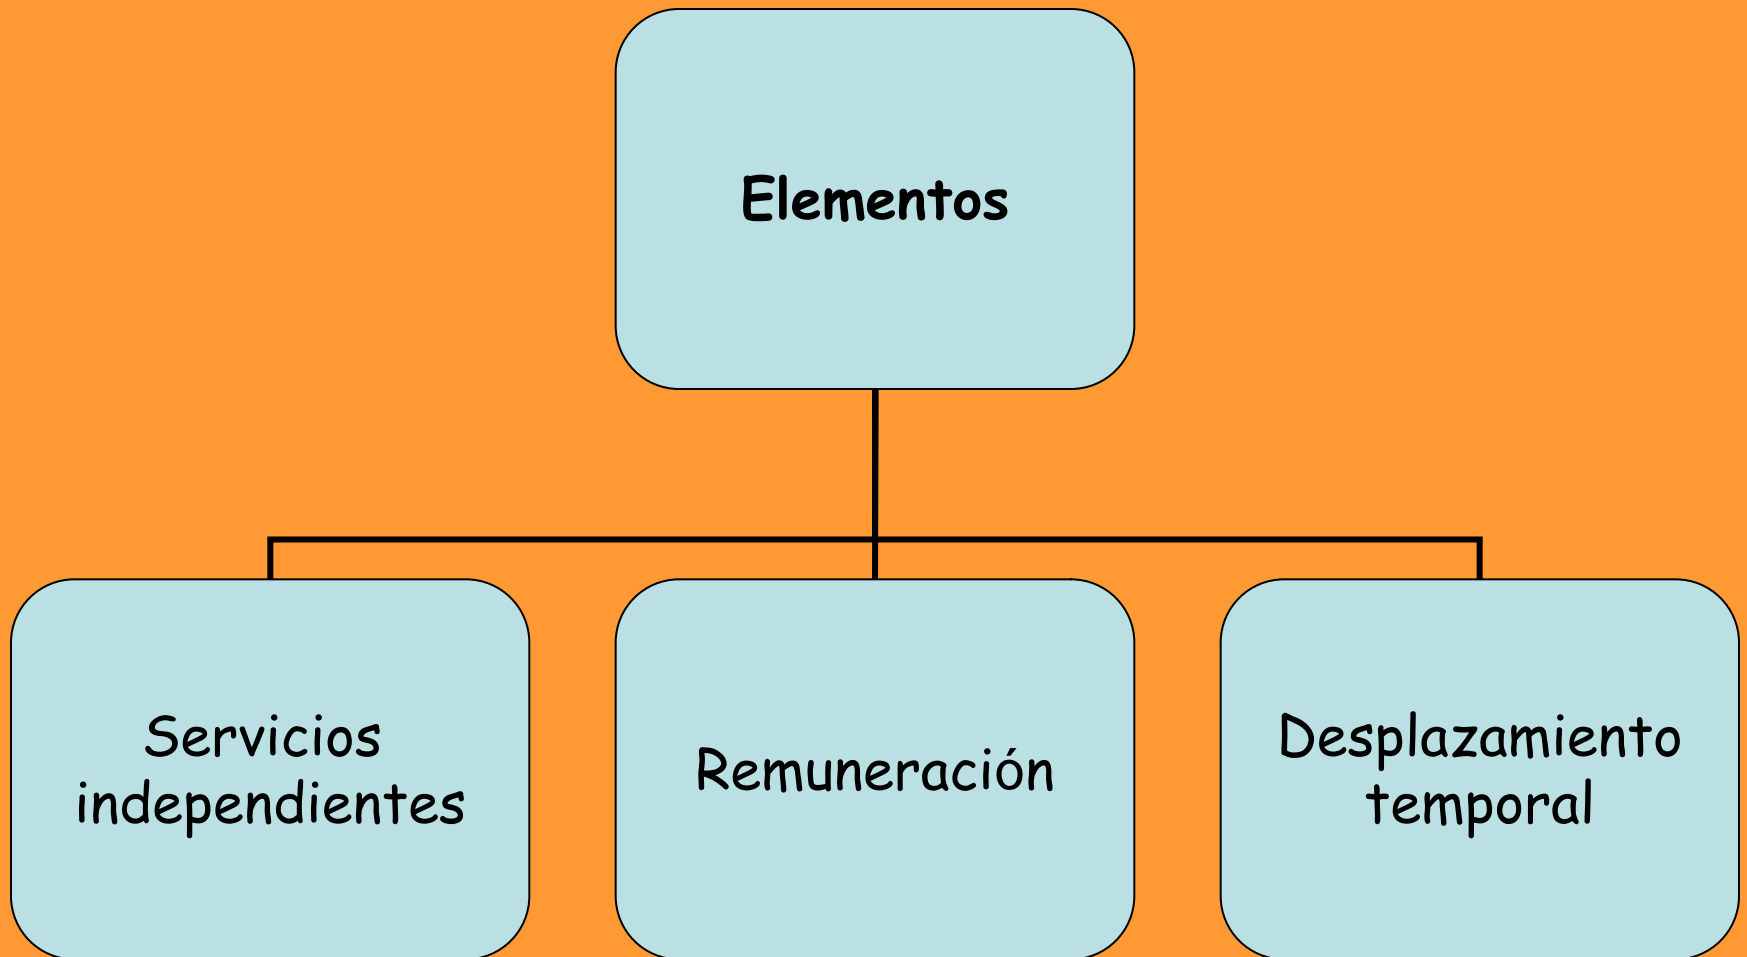 Elementos
Servicios
independientes
Remuneración
Desplazamiento
temporal